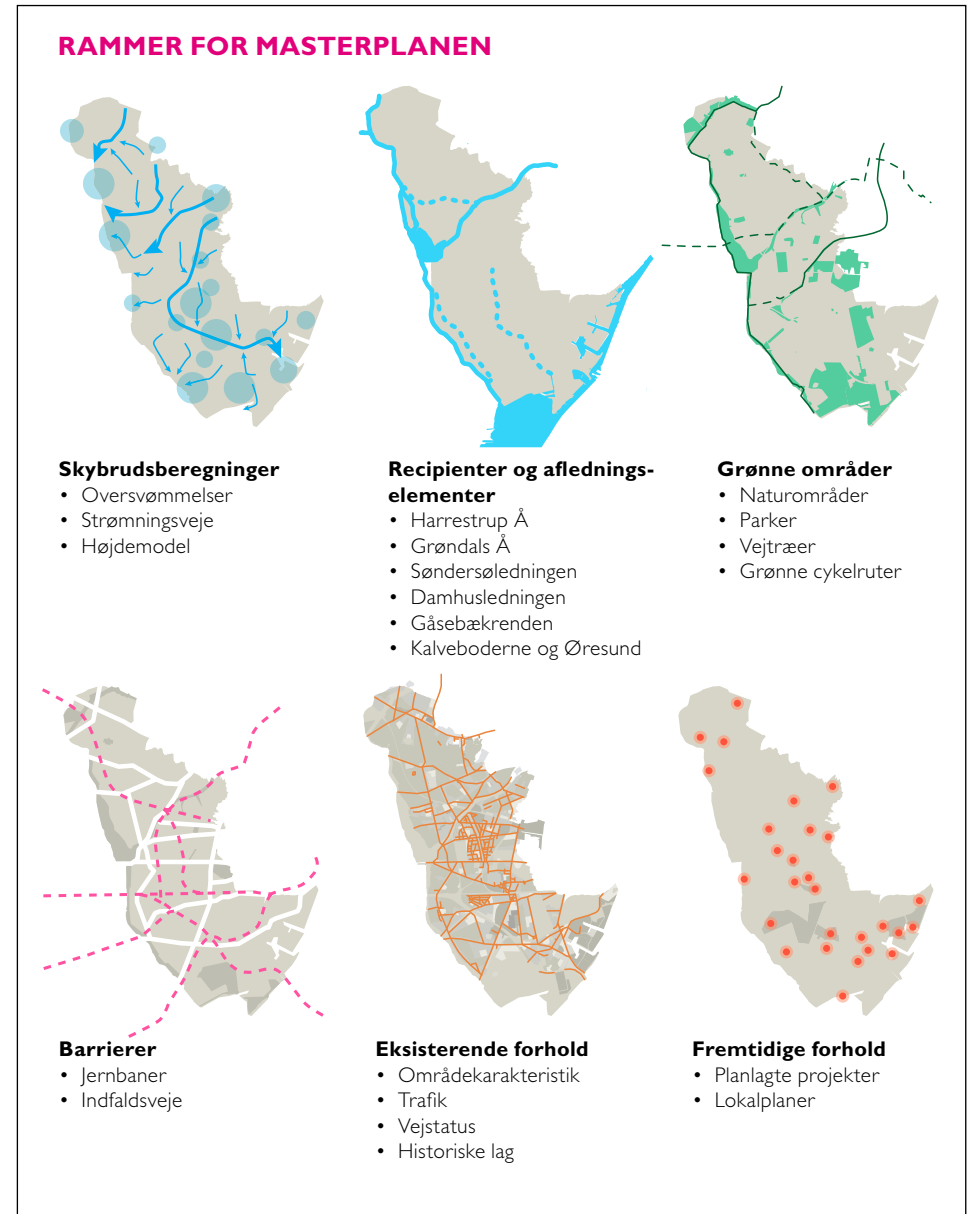 RAMMER FOR MASTERPLANEN
Skybrudsberegninger
• Oversvømmelser
• Strømningsveje
• Højdemodel
Recipienter og aflednings-
elementer
• Harrestrup Å
• Grøndals Å
• Søndersøledningen
• Damhusledningen
• Gåsebækrenden
• Kalveboderne og Øresund
Grønne områder
• Naturområder
• Parker
• Vejtræer
• Grønne cykelruter
Barrierer
• Jernbaner
• Indfaldsveje
Eksisterende forhold
• Områdekarakteristik
• Trafik
• Vejstatus
• Historiske lag
Fremtidige forhold
• Planlagte projekter
• Lokalplaner